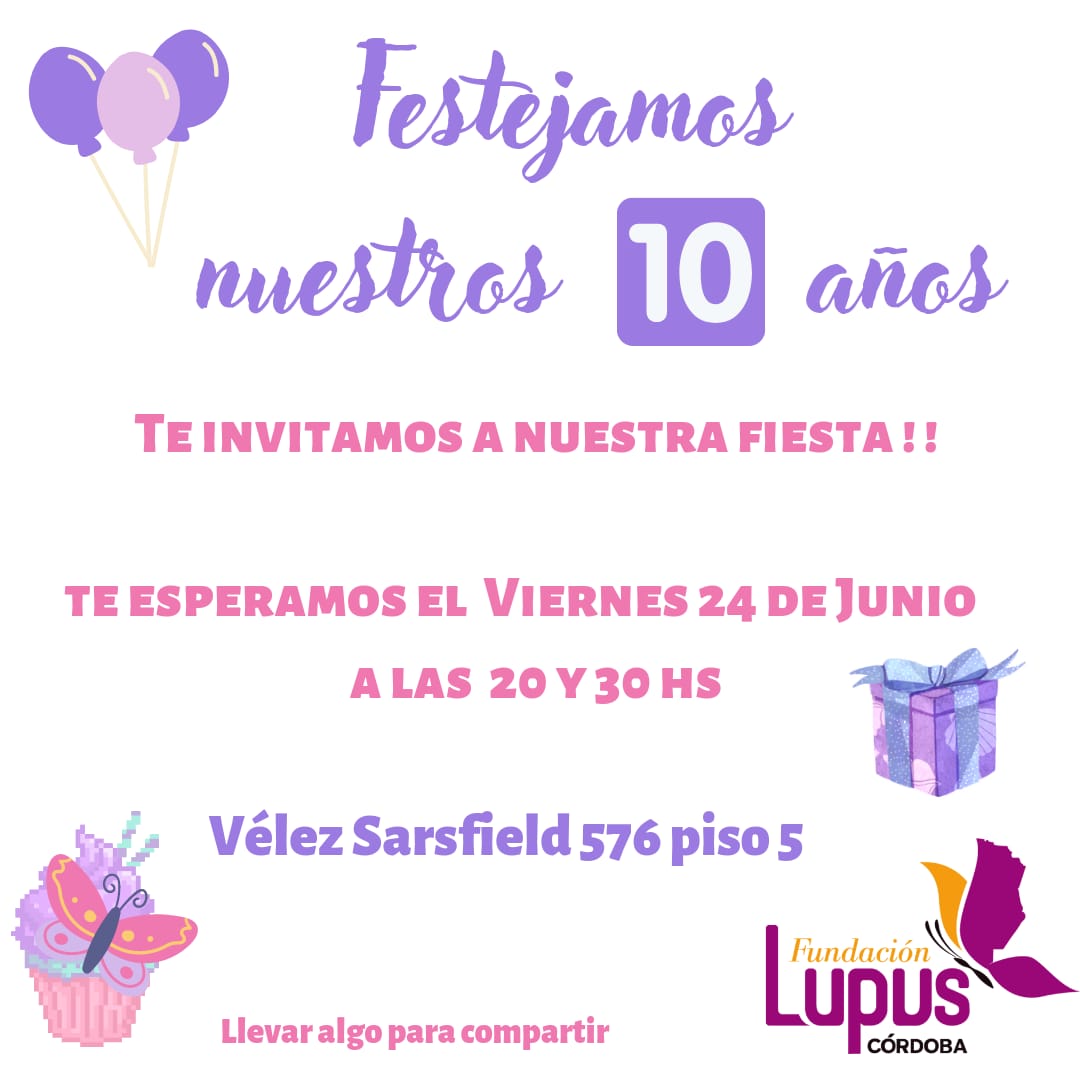 Festejamos
nuestros 10 años
Te invitamos a nuestra fiesta ! !
te esperamos el Viernes 24 de Junio
a las 20 y 30 hs
Vélez Sarsfield 576 piso 5
Fundación
Lupus
CÓRDOBA
Llevar algo para compartir